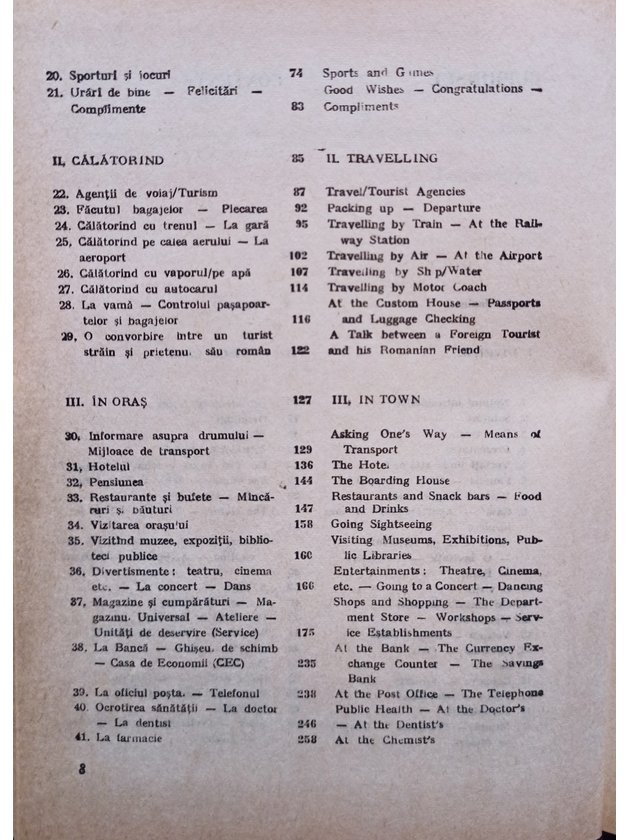 20. Sporturi și jocuri 74 Sports and Games
21. Urări de bine — Felicitări — Good Wishes — Congratulations —
Complimente 83 Compliments
II, CĂLĂTORIND 85 II. TRAVELLING
22. Agenții de voiaj/Turism 87 Travel/Tourist Agencies
23. Făcutul bagajelor — Plecarea 92 Packing up — Departure
24. Călătorind cu trenul — La gară 95 Travelling by Train — At the Rail-
25. Călătorind pe calea aerului — La way Station
aeroport 102 Travelling by Air — At the Airport
26. Călătorind cu vaporul/pe apă 107 Travelling by Ship/Water
27. Călătorind cu autocarul 114 Travelling by Motor Coach
28. La vamă — Controlul pașapoar- At the Custom House — Passports
telor și bagajelor 116 and Luggage Checking
29, O convorbire între un turist A Talk between a Foreign Tourist
străin și prietenul său român 122 and his Romanian Friend
III. ÎN ORAȘ 127 III, IN TOWN
30. Informare asupra drumului — Asking One's Way — Means of
Mijloace de transport 129 Transport
31, Hotelul 136 The Hotel
32, Pensiunea 144 The Boarding House
33. Restaurante și bufete — Mîncă- Restaurants and Snack bars — Food
ruri și băuturi 147 and Drinks
34. Vizitarea orașului 158 Going Sightseeing
35. Vizitînd muzee, expoziții, biblio- Visiting Museums, Exhibitions, Pub-
teci publice 160 lic Libraries
36, Divertismente: teatru, cinema Entertainments: Theatre, Cinema,
etc. — La concert — Dans 166 etc. — Going to a Concert — Dancing
37, Magazine și cumpărături — Ma- Shops and Shopping — The Depart-
gazinul Universal — Ateliere — ment Store — Workshops — Serv-
Unități de deservire (Service) 175 ice Establishments
38. La Bancă — Ghișeul de schimb At the Bank — The Currency Ex-
— Casa de Economii (CEC) 235 change Counter — The Savings
Bank
39. La oficiul poștal — Telefonul 238 At the Post Office — The Telephone
40. Ocrotirea sănătății — La doctor Public Health — At the Doctor's
— La dentist 246 — At the Dentist's
41. La farmacie 258 At the Chemist's
8